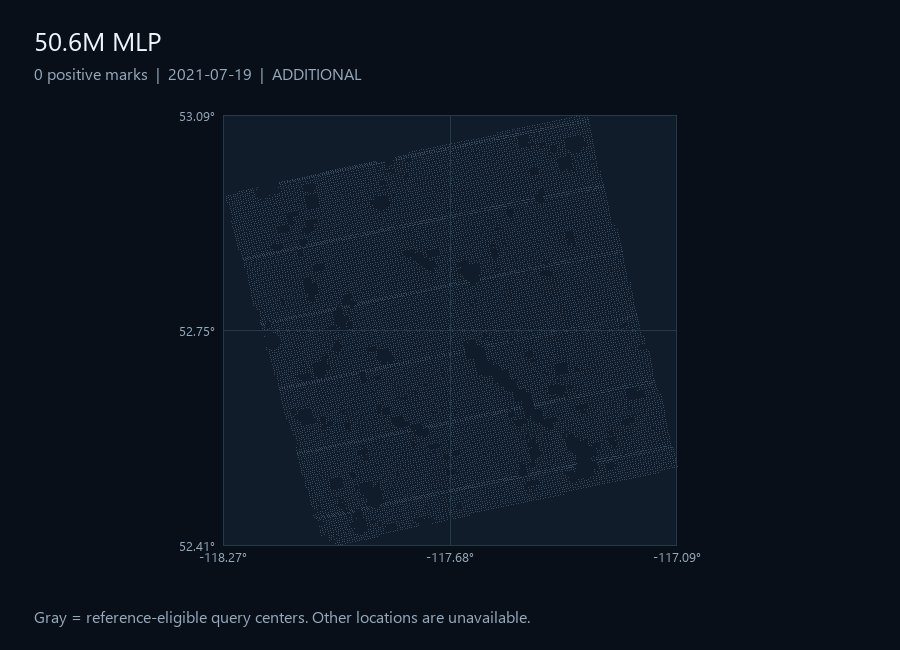 50.6M MLP
0 positive marks | 2021-07-19 | ADDITIONAL
53.09°
52.75°
52.41°
-118.27°
-117.68°
-117.09°
Gray = reference-eligible query centers. Other locations are unavailable.